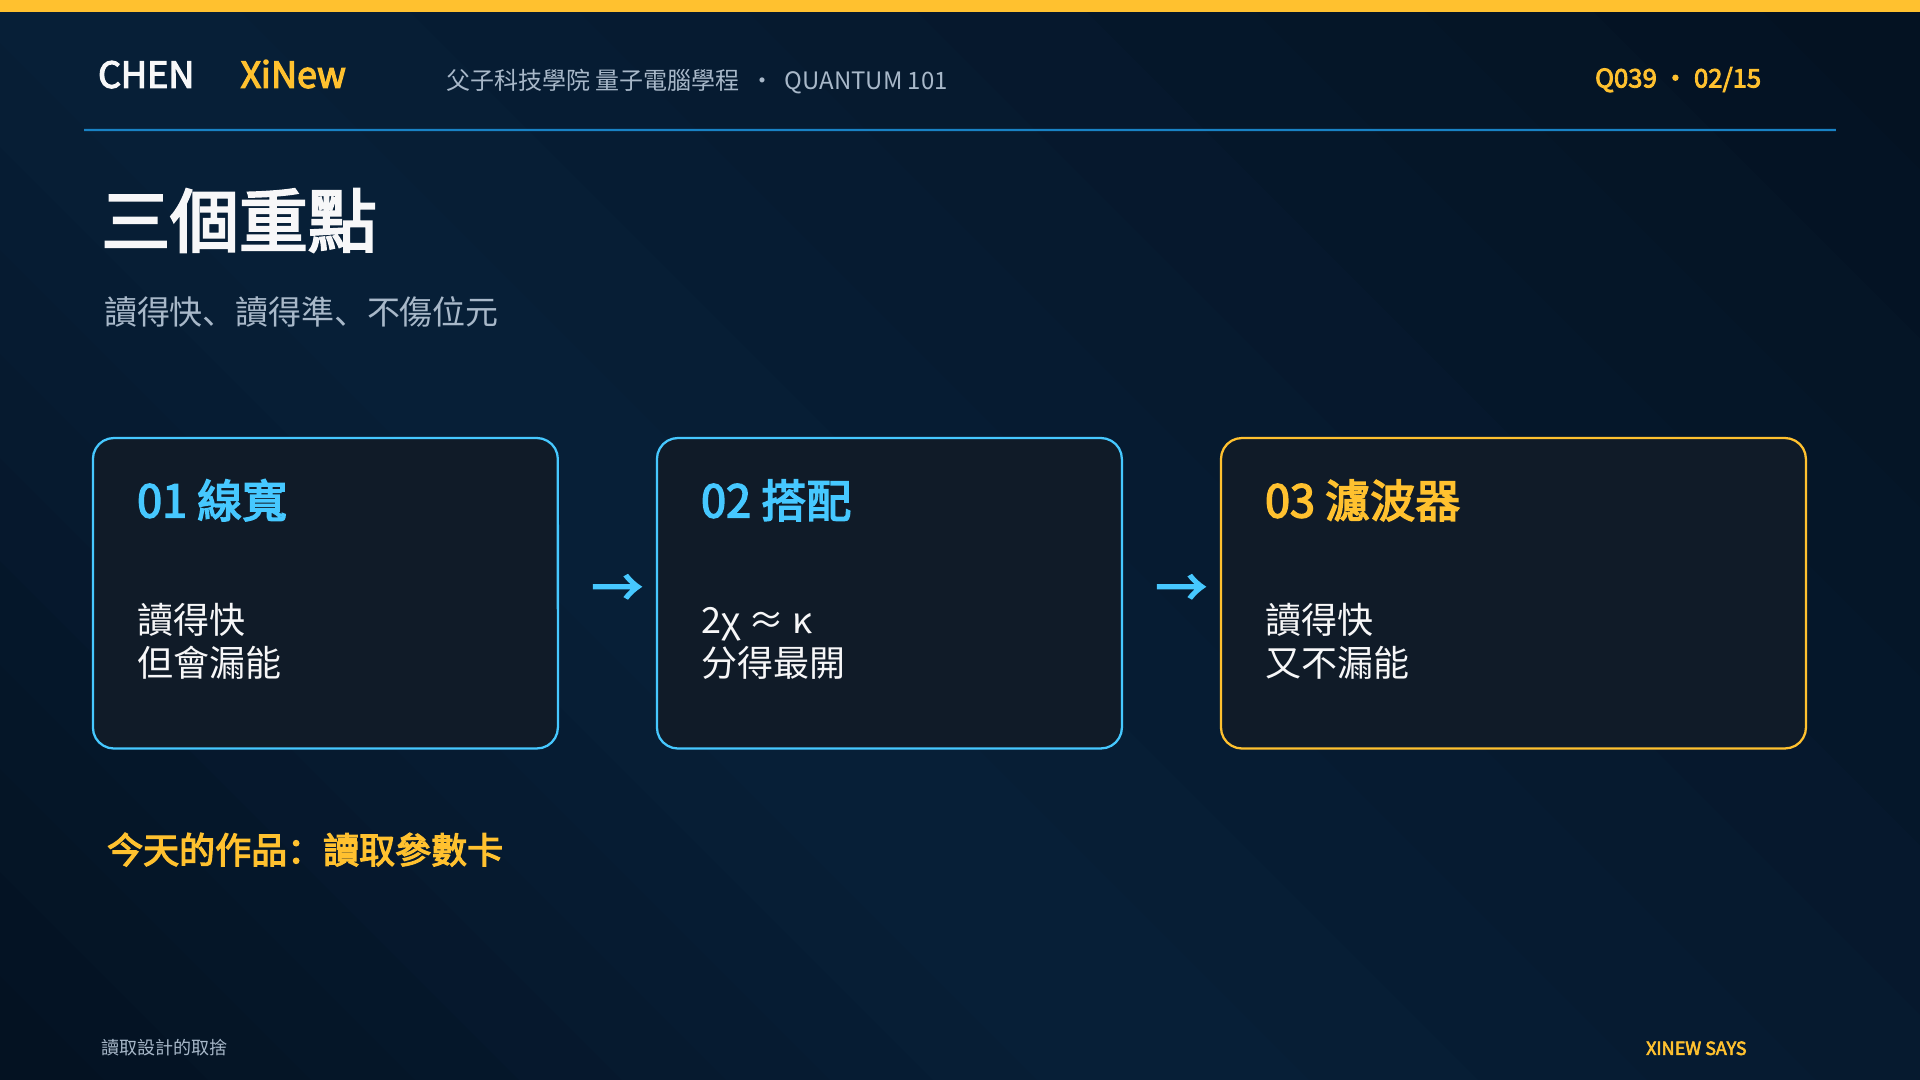 CHEN XiNew 父子科技學院 量子電腦學程 • QUANTUM 101 Q039 • 02/15
三個重點
讀得快、讀得準、不傷位元
01 線寬
讀得快
但會漏能
→
02 搭配
2χ ≈ κ
分得最開
→
03 濾波器
讀得快
又不漏能
今天的作品：讀取參數卡
讀取設計的取捨
XINEW SAYS